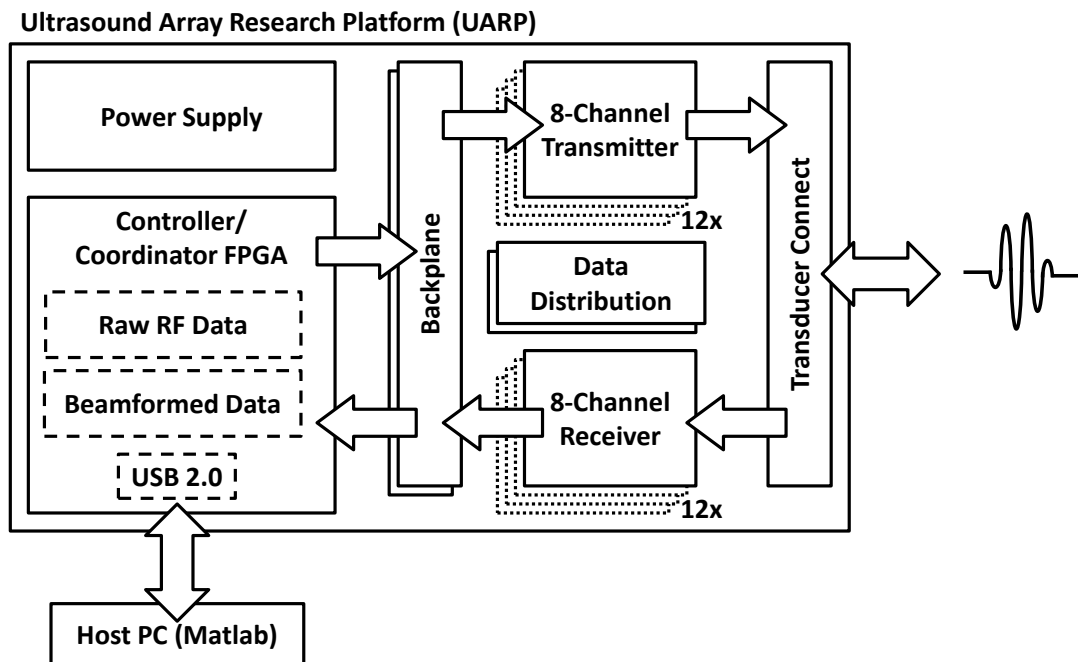 Ultrasound Array Research Platform (UARP)
Power Supply
Controller/
Coordinator FPGA
Raw RF Data
Beamformed Data
USB 2.0
Backplane
8-Channel
Transmitter
12x
Data
Distribution
8-Channel
Receiver
12x
Transducer Connect
Host PC (Matlab)